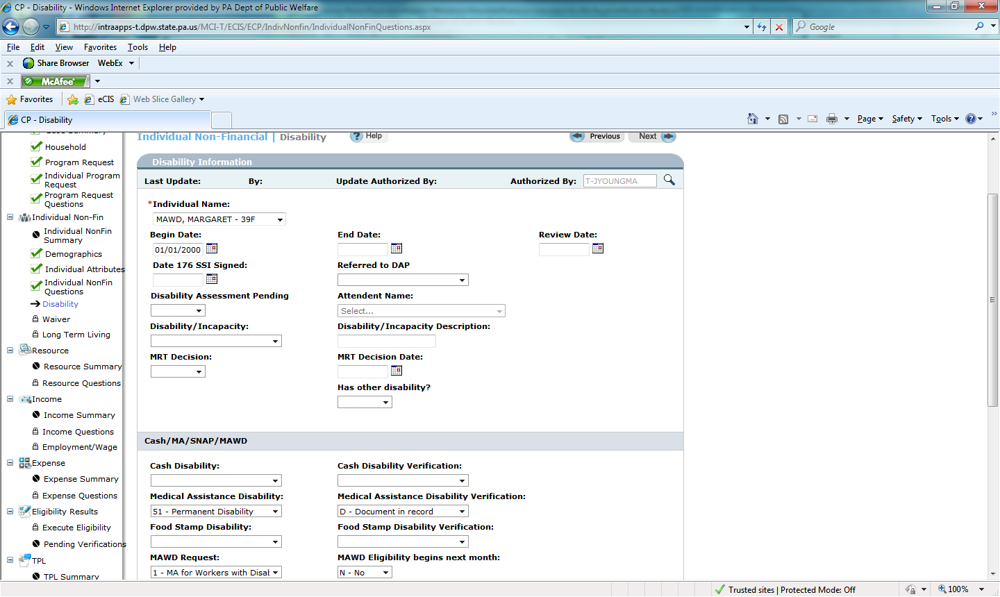 CP - Disability - Windows Internet Explorer provided by PA Dept of Public Welfare
http://intraapps-t.dpw.state.pa.us/MCI-T/ECIS/ECP/IndivNonfin/IndividualNonFinQuestions.aspx
Google
File Edit View Favorites Tools Help
x Share Browser WebEx
x McAfee
Favorites eCIS Web Slice Gallery
CP - Disability
Page Safety Tools
Individual Non-Financial | Disability Help Previous Next
Household
Program Request
Individual Program
Request
Program Request
Questions
Individual Non-Fin
Individual NonFin
Summary
Demographics
Individual Attributes
Individual NonFin
Questions
Disability
Waiver
Long Term Living
Resource
Resource Summary
Resource Questions
Income
Income Summary
Income Questions
Employment/Wage
Expense
Expense Summary
Expense Questions
Eligibility Results
Execute Eligibility
Pending Verifications
TPL
TPL Summary
Disability Information
Last Update: By: Update Authorized By: Authorized By: T-JYOUNGMA
*Individual Name:
MAWD, MARGARET - 39F
Begin Date: End Date: Review Date:
01/01/2000
Date 176 SSI Signed: Referred to DAP
Disability Assessment Pending Attendent Name:
Select...
Disability/Incapacity: Disability/Incapacity Description:
MRT Decision: MRT Decision Date:
Has other disability?
Cash/MA/SNAP/MAWD
Cash Disability: Cash Disability Verification:
Medical Assistance Disability: Medical Assistance Disability Verification:
51 - Permanent Disability D - Document in record
Food Stamp Disability: Food Stamp Disability Verification:
MAWD Request: MAWD Eligibility begins next month:
1 - MA for Workers with Disal N - No
Trusted sites | Protected Mode: Off 100%